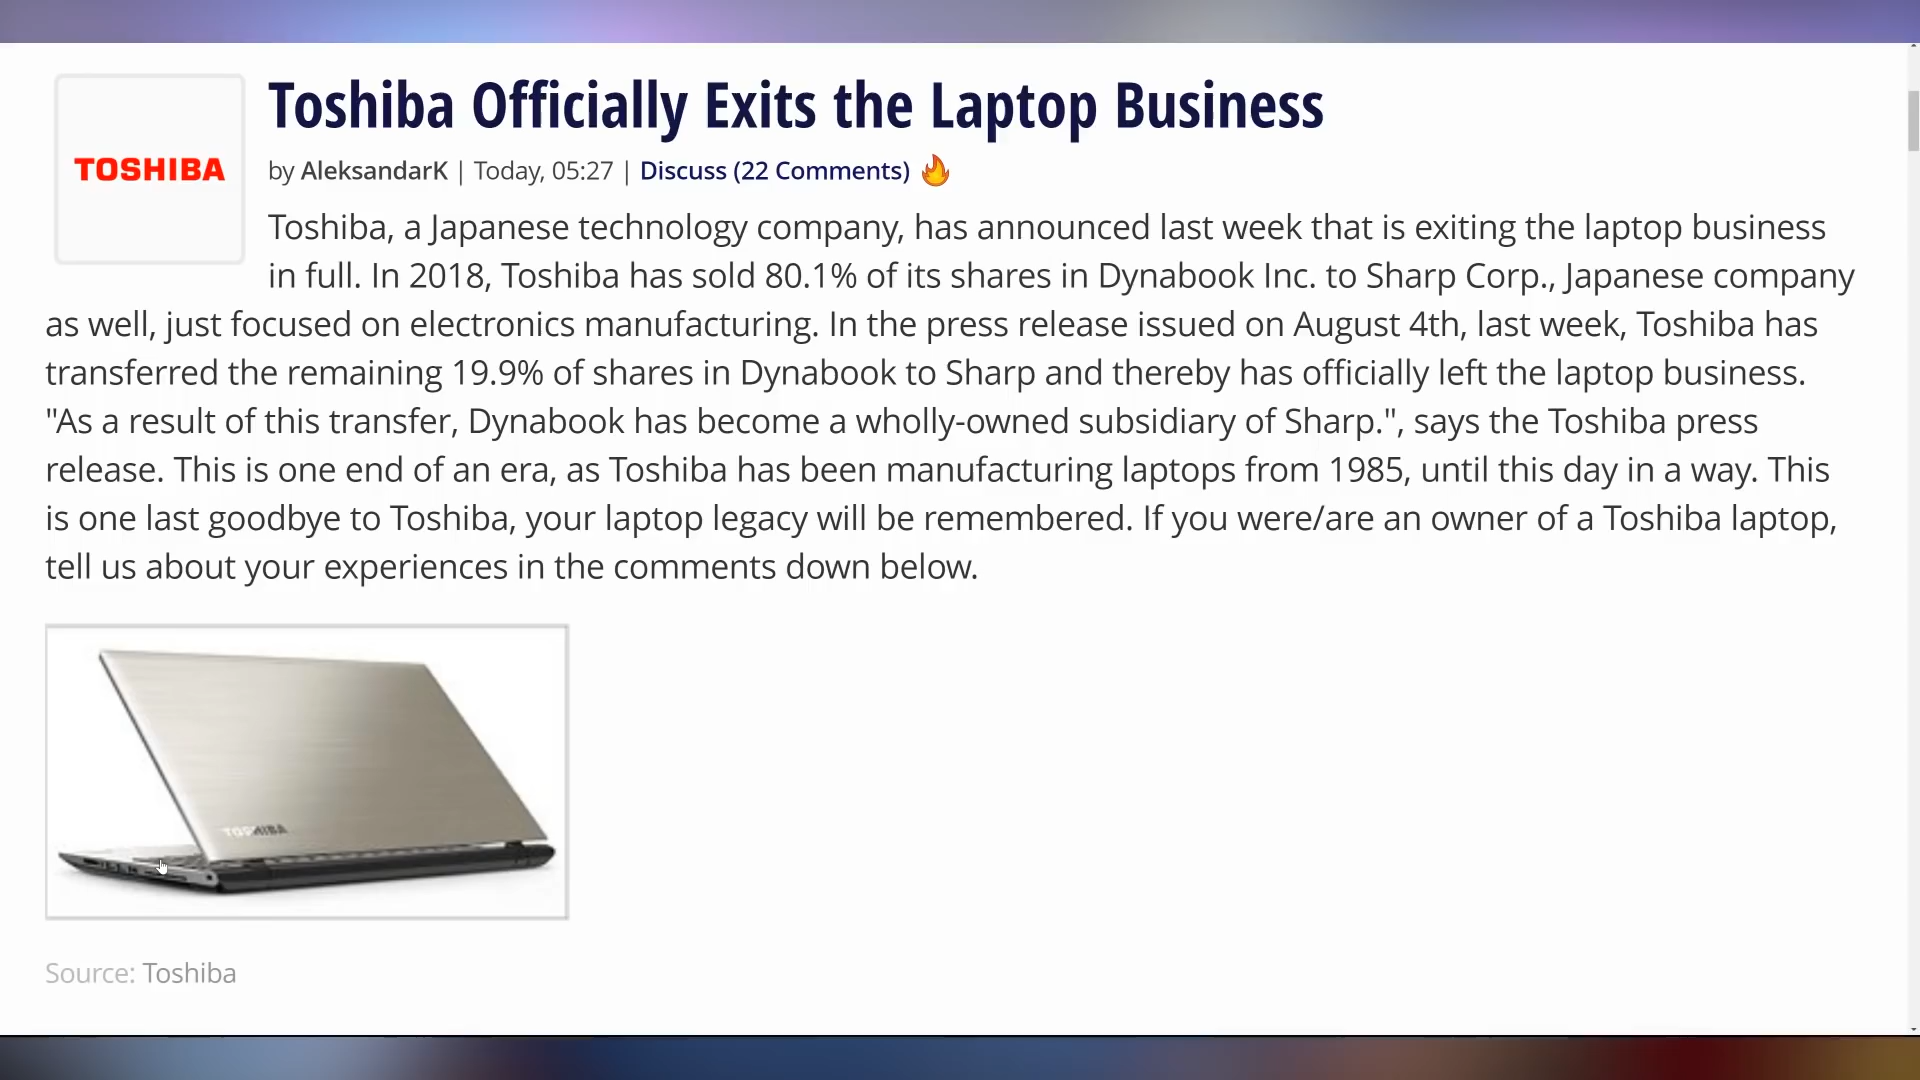 TOSHIBA
Toshiba Officially Exits the Laptop Business
by AleksandarK | Today, 05:27 | Discuss (22 Comments)
Toshiba, a Japanese technology company, has announced last week that is exiting the laptop business
in full. In 2018, Toshiba has sold 80.1% of its shares in Dynabook Inc. to Sharp Corp., Japanese company
as well, just focused on electronics manufacturing. In the press release issued on August 4th, last week, Toshiba has
transferred the remaining 19.9% of shares in Dynabook to Sharp and thereby has officially left the laptop business.
"As a result of this transfer, Dynabook has become a wholly-owned subsidiary of Sharp.", says the Toshiba press
release. This is one end of an era, as Toshiba has been manufacturing laptops from 1985, until this day in a way. This
is one last goodbye to Toshiba, your laptop legacy will be remembered. If you were/are an owner of a Toshiba laptop,
tell us about your experiences in the comments down below.
TOSHIBA
Source: Toshiba